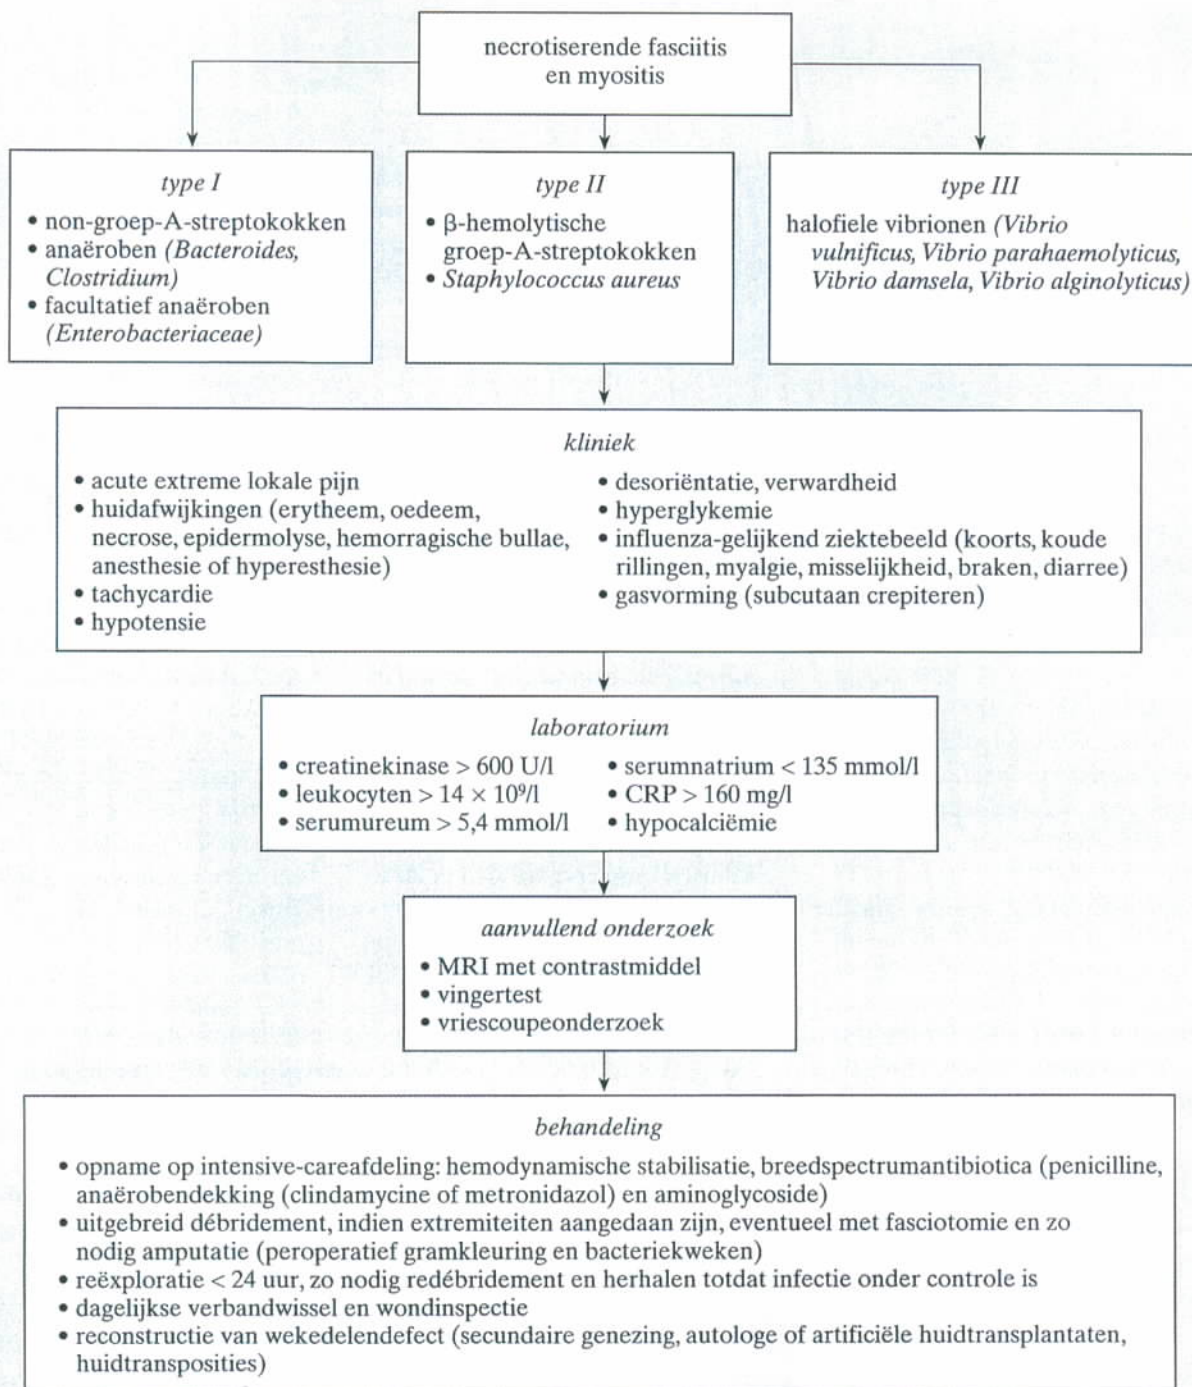 necrotiserende fasciitis
en myositis
type I
• non-groep-A-streptokokken
• anaëroben (Bacteroides,
Clostridium)
• facultatief anaëroben
(Enterobacteriaceae)
type II
• β-hemolytische
groep-A-streptokokken
• Staphylococcus aureus
type III
halofiele vibrionen (Vibrio
vulnificus, Vibrio parahaemolyticus,
Vibrio damsela, Vibrio alginolyticus)
kliniek
• acute extreme lokale pijn
• huidafwijkingen (erytheem, oedeem,
necrose, epidermolyse, hemorragische bullae,
anesthesie of hyperesthesie)
• tachycardie
• hypotensie
• desoriëntatie, verwardheid
• hyperglykemie
• influenza-gelijkend ziektebeeld (koorts, koude
rillingen, myalgie, misselijkheid, braken, diarree)
• gasvorming (subcutaan crepiteren)
laboratorium
• creatinekinase > 600 U/l
• leukocyten > 14 × 10⁹/l
• serumureum > 5,4 mmol/l
• serumnatrium < 135 mmol/l
• CRP > 160 mg/l
• hypocalciëmie
aanvullend onderzoek
• MRI met contrastmiddel
• vingertest
• vriescoupeonderzoek
behandeling
• opname op intensive-careafdeling: hemodynamische stabilisatie, breedspectrumantibiotica (penicilline,
anaërobendekking (clindamycine of metronidazol) en aminoglycoside)
• uitgebreid débridement, indien extremiteiten aangedaan zijn, eventueel met fasciotomie en zo
nodig amputatie (peroperatief gramkleuring en bacteriekweken)
• reëxploratie < 24 uur, zo nodig redébridement en herhalen totdat infectie onder controle is
• dagelijkse verbandwissel en wondinspectie
• reconstructie van wekedelendefect (secundaire genezing, autologe of artificiële huidtransplantaten,
huidtransposities)